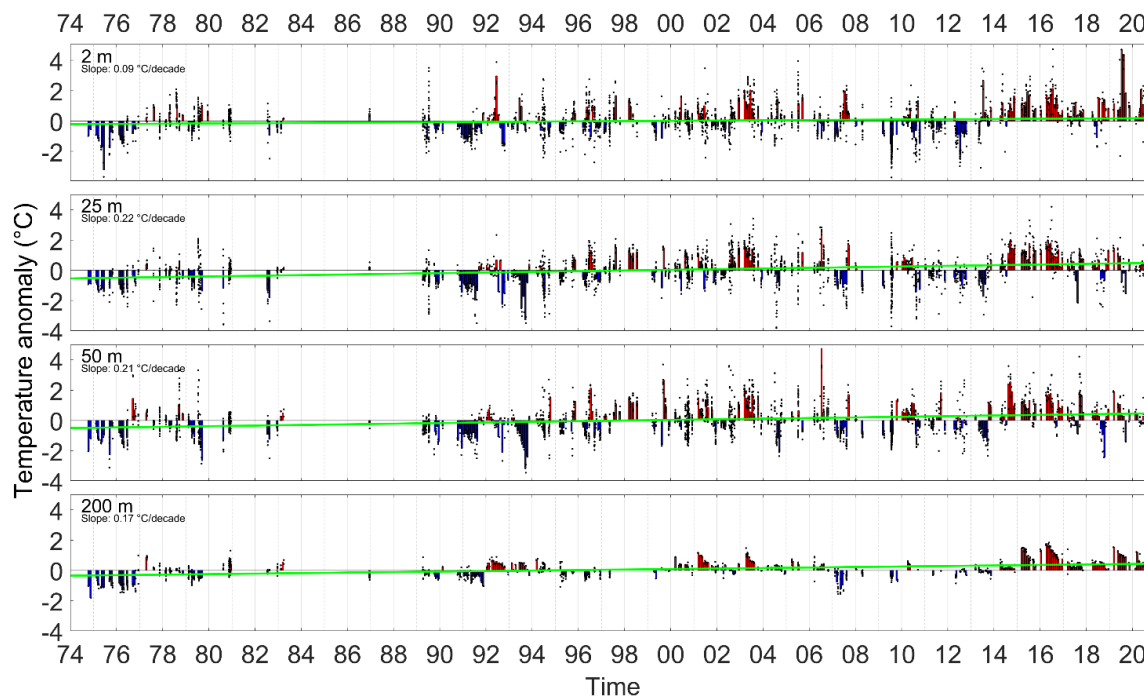 74 76 78 80 82 84 86 88 90 92 94 96 98 00 02 04 06 08 10 12 14 16 18 20
4
2
0
-2
2 m
Slope: 0.09 °C/decade
4
2
0
-2
-4
25 m
Slope: 0.22 °C/decade
Temperature anomaly (°C)
4
2
0
-2
-4
50 m
Slope: 0.21 °C/decade
4
2
0
-2
-4
200 m
Slope: 0.17 °C/decade
74 76 78 80 82 84 86 88 90 92 94 96 98 00 02 04 06 08 10 12 14 16 18 20
Time